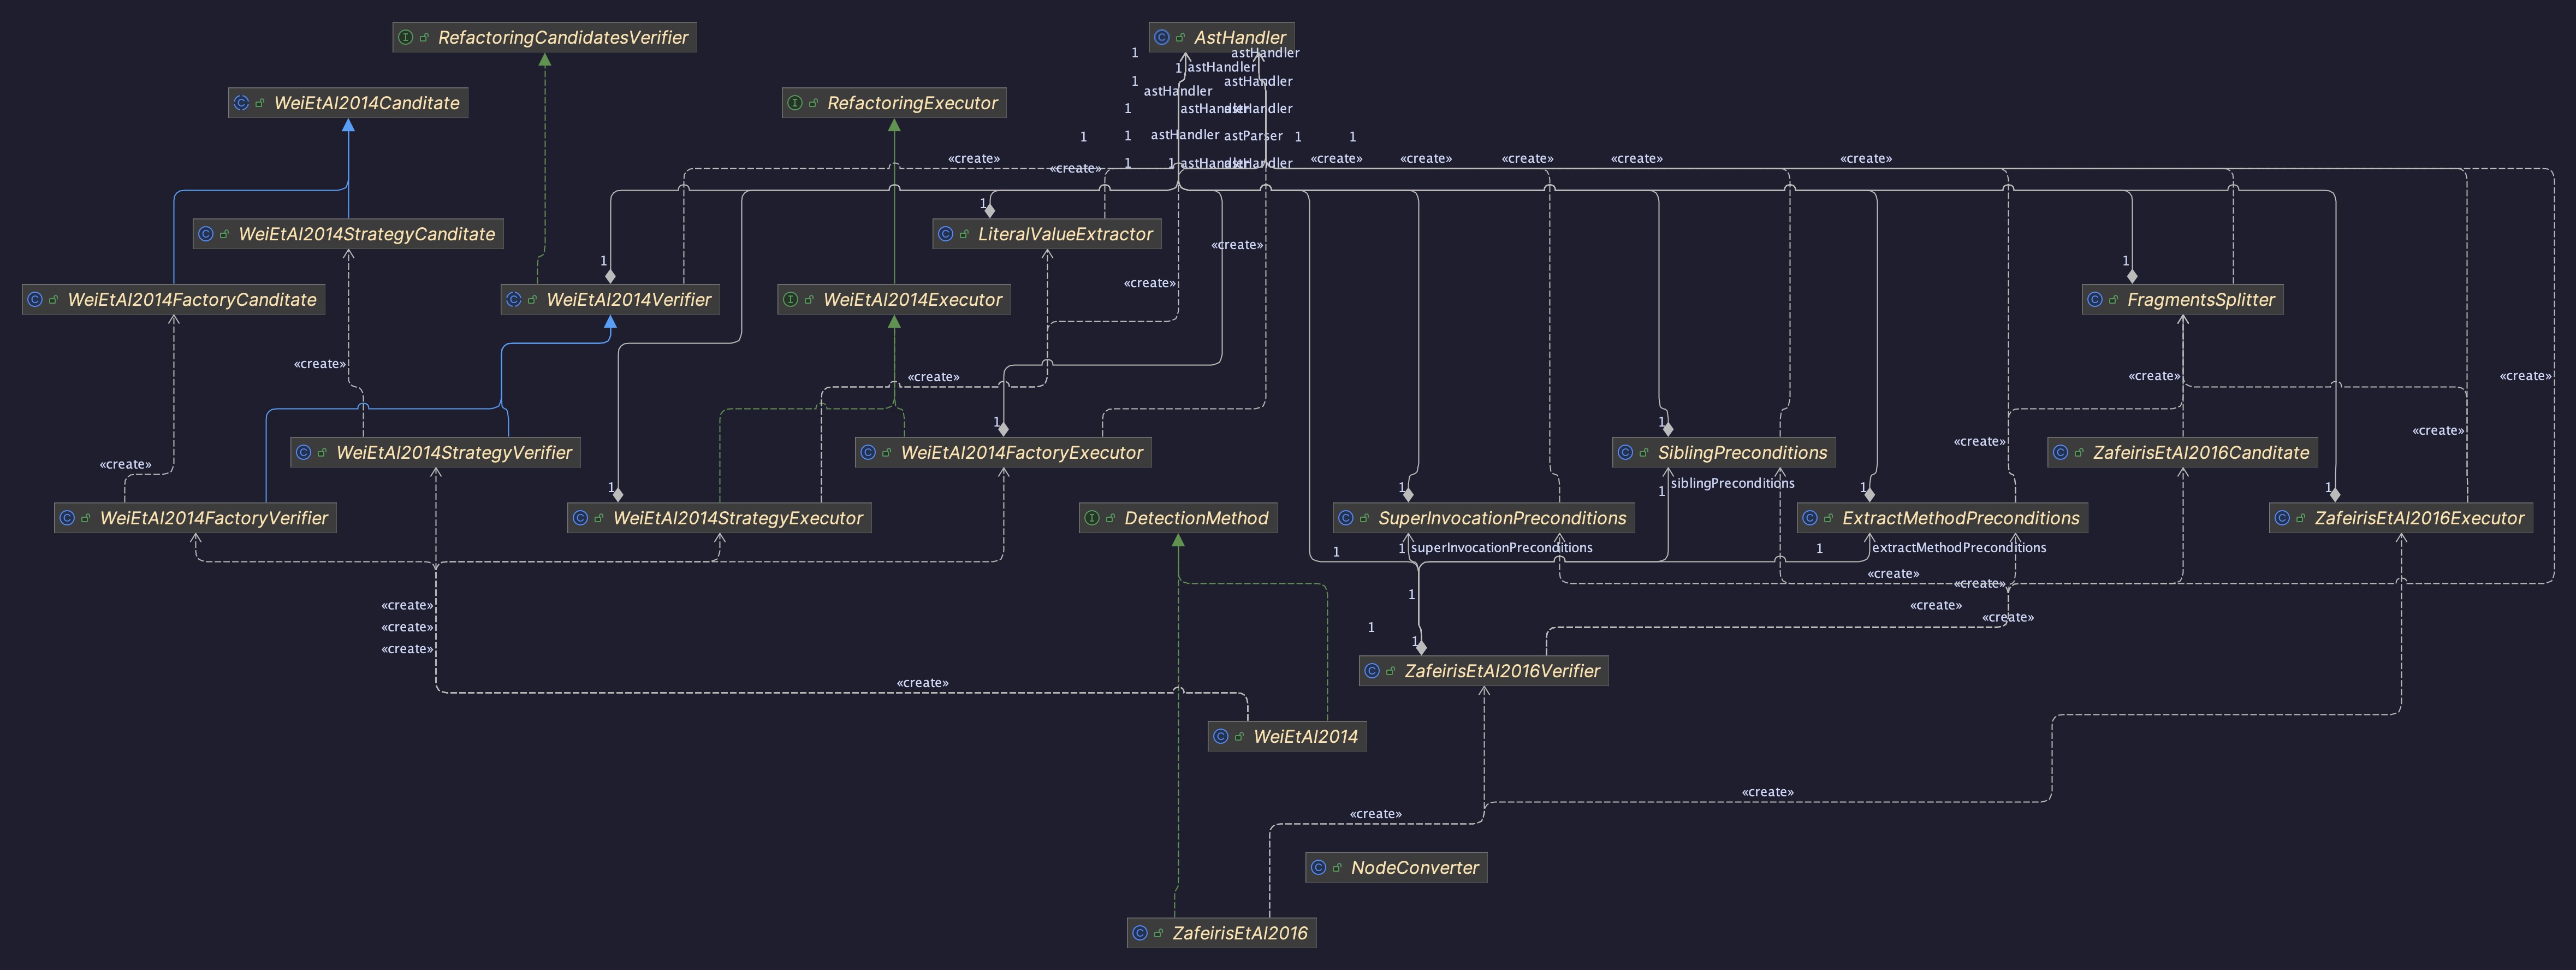 RefactoringCandidatesVerifier
AstHandler
1
astHandler
1
astHandler
1
astHandler
astHandler
1
astHandler
astHandler
WeiEtAl2014Canditate
RefactoringExecutor
1
1
astHandler
astParser
1
1
1
1
astHandler
astHandler
«create»
«create»
«create»
«create»
«create»
«create»
«create»
1
WeiEtAl2014StrategyCanditate
LiteralValueExtractor
«create»
1
1
«create»
WeiEtAl2014FactoryCanditate
WeiEtAl2014Verifier
WeiEtAl2014Executor
FragmentsSplitter
«create»
«create»
«create»
«create»
1
1
«create»
«create»
WeiEtAl2014StrategyVerifier
WeiEtAl2014FactoryExecutor
SiblingPreconditions
ZafeirisEtAl2016Canditate
«create»
siblingPreconditions
1
1
1
1
1
WeiEtAl2014FactoryVerifier
WeiEtAl2014StrategyExecutor
DetectionMethod
SuperInvocationPreconditions
ExtractMethodPreconditions
ZafeirisEtAl2016Executor
1
1
superInvocationPreconditions
1
extractMethodPreconditions
«create»
«create»
1
«create»
«create»
«create»
«create»
1
1
«create»
ZafeirisEtAl2016Verifier
«create»
WeiEtAl2014
«create»
«create»
NodeConverter
ZafeirisEtAl2016